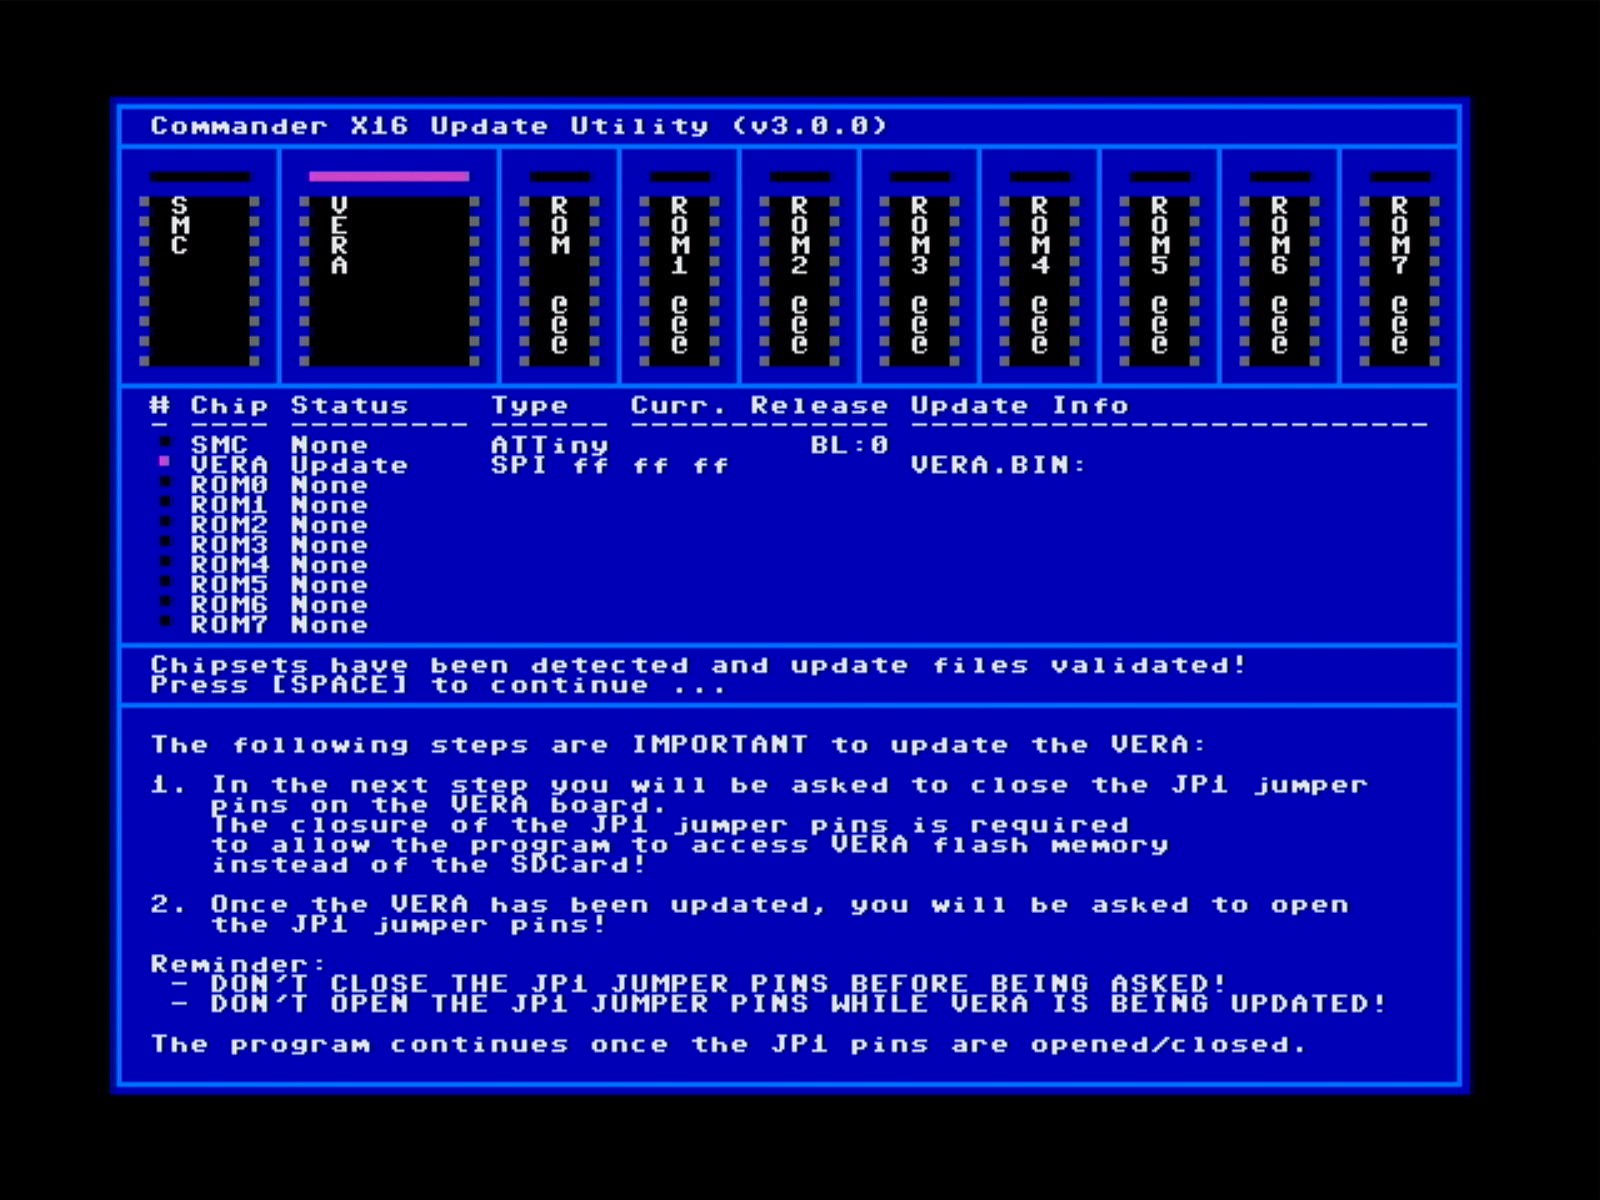 Commander X16 Update Utility (v3.0.0)
SMC
VERA
ROM @@@
ROM1 @@@
ROM2 @@@
ROM3 @@@
ROM4 @@@
ROM5 @@@
ROM6 @@@
ROM7 @@@
# Chip Status Type Curr. Release Update Info
- ---- --------- ------ ------------- --------------------------
SMC None ATTiny BL:0
VERA Update SPI ff ff ff VERA.BIN:
ROM0 None
ROM1 None
ROM2 None
ROM3 None
ROM4 None
ROM5 None
ROM6 None
ROM7 None
Chipsets have been detected and update files validated!
Press [SPACE] to continue ...
The following steps are IMPORTANT to update the VERA:
1. In the next step you will be asked to close the JP1 jumper
pins on the VERA board.
The closure of the JP1 jumper pins is required
to allow the program to access VERA flash memory
instead of the SDCard!
2. Once the VERA has been updated, you will be asked to open
the JP1 jumper pins!
Reminder:
- DON'T CLOSE THE JP1 JUMPER PINS BEFORE BEING ASKED!
- DON'T OPEN THE JP1 JUMPER PINS WHILE VERA IS BEING UPDATED!
The program continues once the JP1 pins are opened/closed.